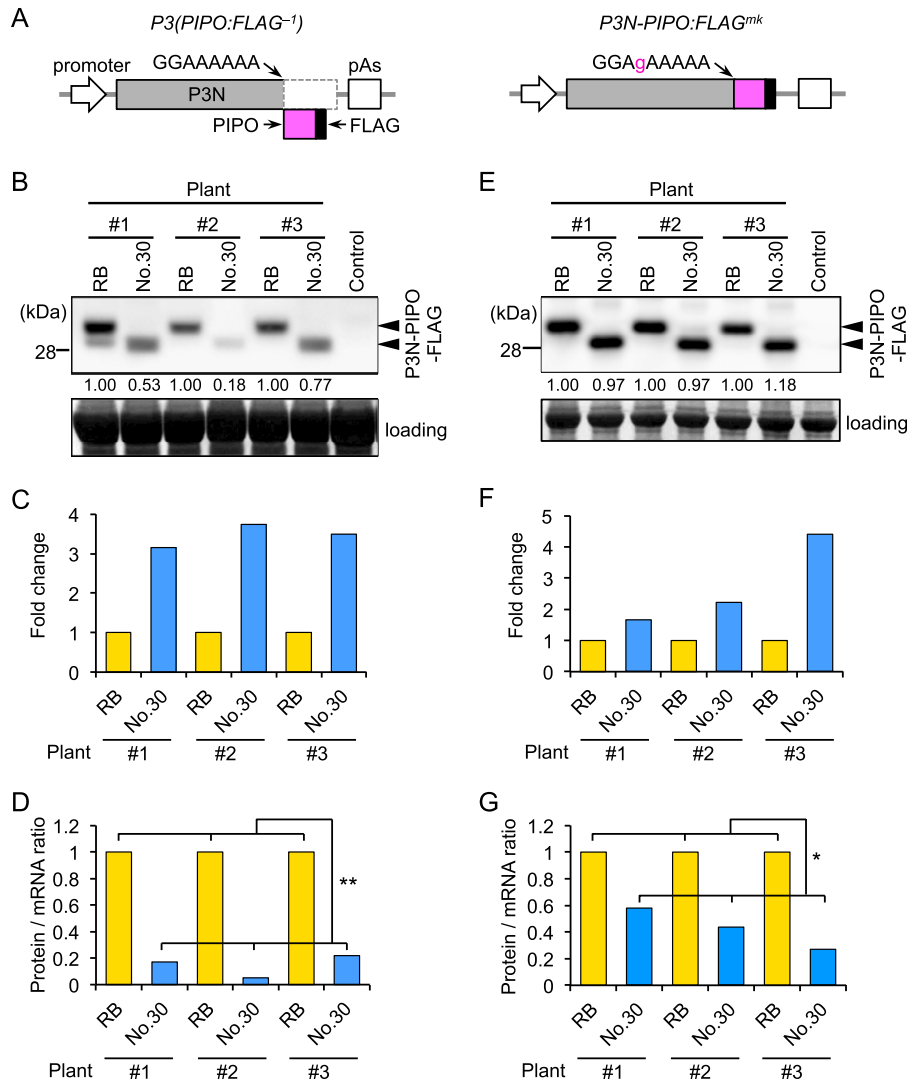 A
P3(PIPO:FLAG–1)
P3N-PIPO:FLAGmk
GGAAAAAA
promoter
pAs
P3N
PIPO
FLAG
GGAgAAAAA
B
Plant
#1 #2 #3
RB No.30 RB No.30 RB No.30 Control
(kDa)
28
P3N-PIPO
-FLAG
1.00 0.53 1.00 0.18 1.00 0.77
loading
E
Plant
#1 #2 #3
RB No.30 RB No.30 RB No.30 Control
(kDa)
28
P3N-PIPO
-FLAG
1.00 0.97 1.00 0.97 1.00 1.18
loading
C
Fold change
4
3
2
1
0
RB No.30 RB No.30 RB No.30
Plant #1 #2 #3
F
Fold change
5
4
3
2
1
0
RB No.30 RB No.30 RB No.30
Plant #1 #2 #3
D
Protein / mRNA ratio
1.2
1
0.8
0.6
0.4
0.2
0
**
RB No.30 RB No.30 RB No.30
Plant #1 #2 #3
G
Protein / mRNA ratio
1.2
1
0.8
0.6
0.4
0.2
0
*
RB No.30 RB No.30 RB No.30
Plant #1 #2 #3